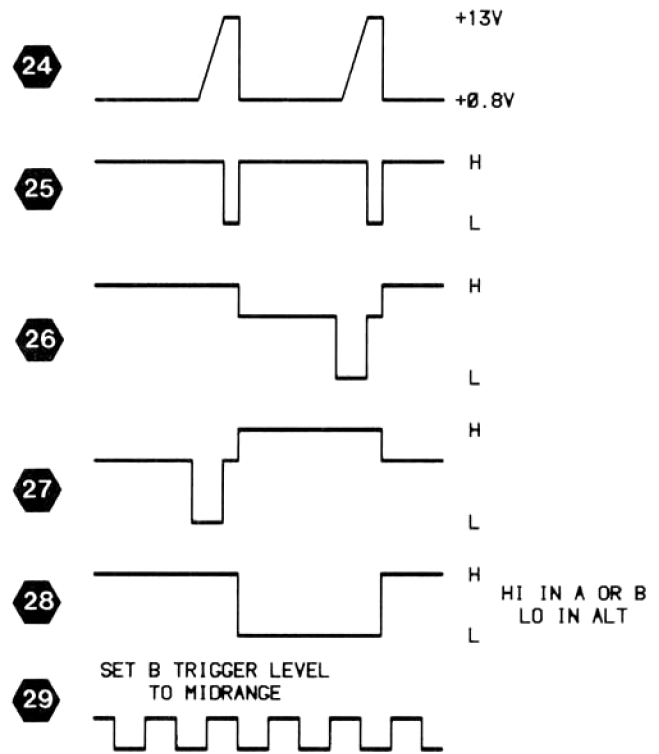 +13V
24
+0.8V
H
25
L
H
26
L
H
27
L
H
28
HI IN A OR B
LO IN ALT
L
SET B TRIGGER LEVEL
TO MIDRANGE
29